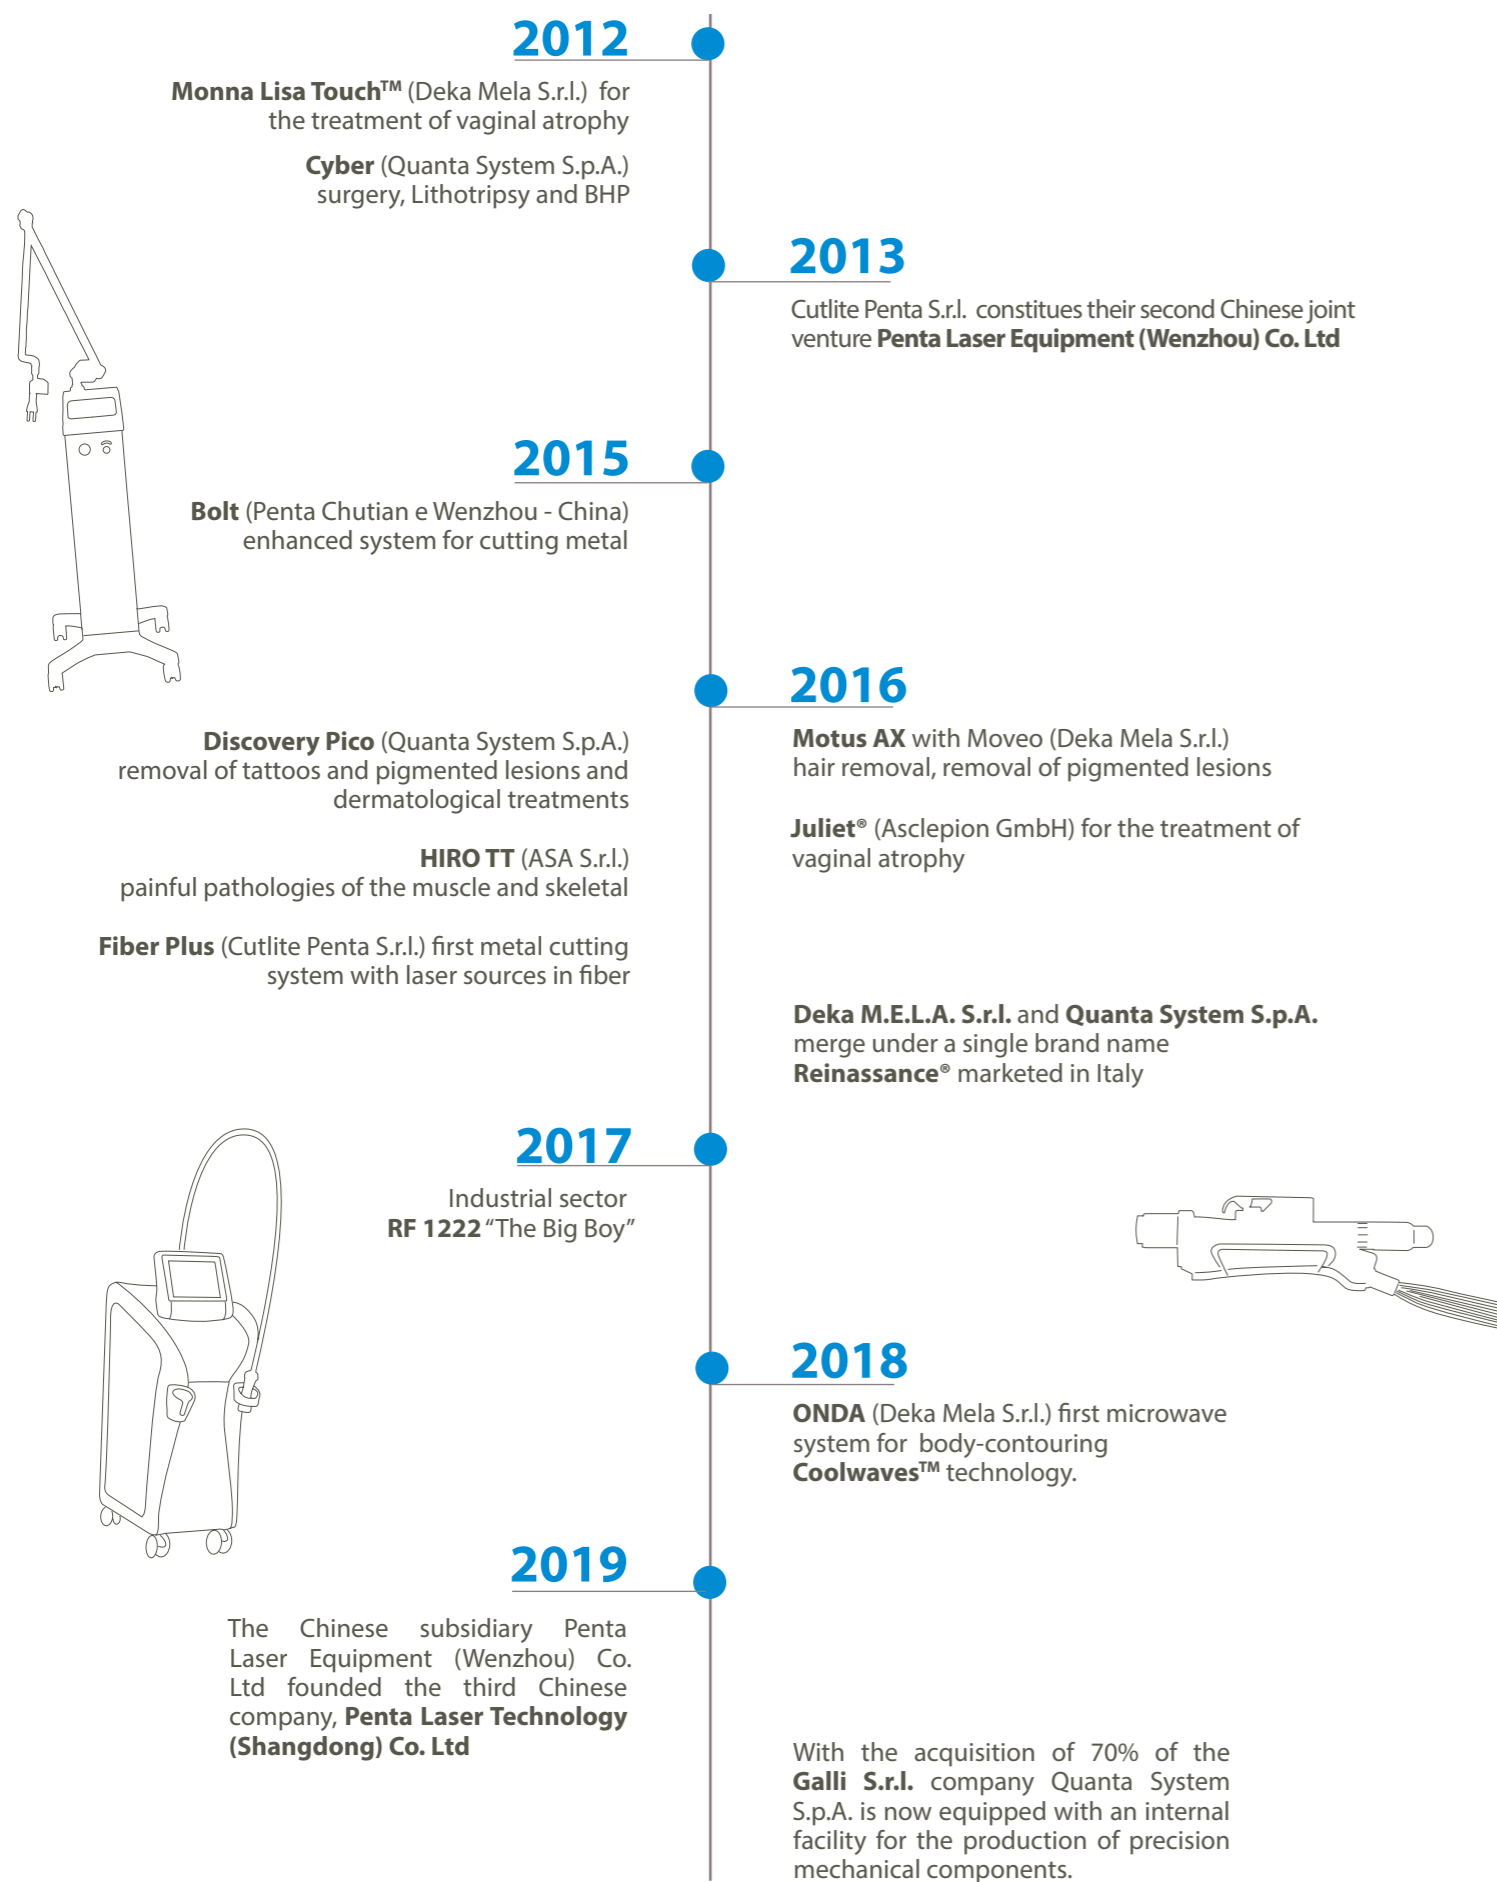 2012
Monna Lisa Touch™ (Deka Mela S.r.l.) for
the treatment of vaginal atrophy
Cyber (Quanta System S.p.A.)
surgery, Lithotripsy and BHP
2013
Cutlite Penta S.r.l. constitues their second Chinese joint
venture Penta Laser Equipment (Wenzhou) Co. Ltd
2015
Bolt (Penta Chutian e Wenzhou - China)
enhanced system for cutting metal
2016
Motus AX with Moveo (Deka Mela S.r.l.)
hair removal, removal of pigmented lesions
Juliet® (Asclepion GmbH) for the treatment of
vaginal atrophy
Discovery Pico (Quanta System S.p.A.)
removal of tattoos and pigmented lesions and
dermatological treatments
HIRO TT (ASA S.r.l.)
painful pathologies of the muscle and skeletal
Fiber Plus (Cutlite Penta S.r.l.) first metal cutting
system with laser sources in fiber
Deka M.E.L.A. S.r.l. and Quanta System S.p.A.
merge under a single brand name
Reinassance® marketed in Italy
2017
Industrial sector
RF 1222 “The Big Boy”
2018
ONDA (Deka Mela S.r.l.) first microwave
system for body-contouring
Coolwaves™ technology.
2019
The Chinese subsidiary Penta
Laser Equipment (Wenzhou) Co.
Ltd founded the third Chinese
company, Penta Laser Technology
(Shangdong) Co. Ltd
With the acquisition of 70% of the
Galli S.r.l. company Quanta System
S.p.A. is now equipped with an internal
facility for the production of precision
mechanical components.